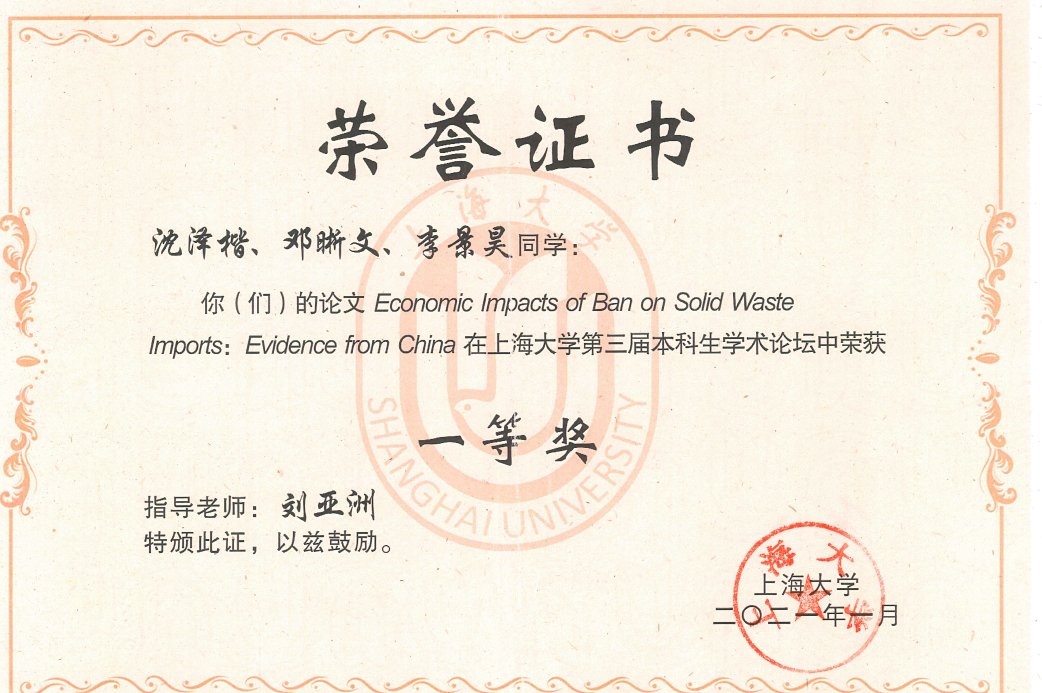 荣誉证书
沈泽楷、邓晰文、李景昊同学：
你（们）的论文 Economic Impacts of Ban on Solid Waste
Imports：Evidence from China 在上海大学第三届本科生学术论坛中荣获
一等奖
指导老师：刘亚洲
特颁此证，以兹鼓励。
上海大学
二〇二一年一月
上海大学
SHANGHAI UNIVERSITY
上海大学